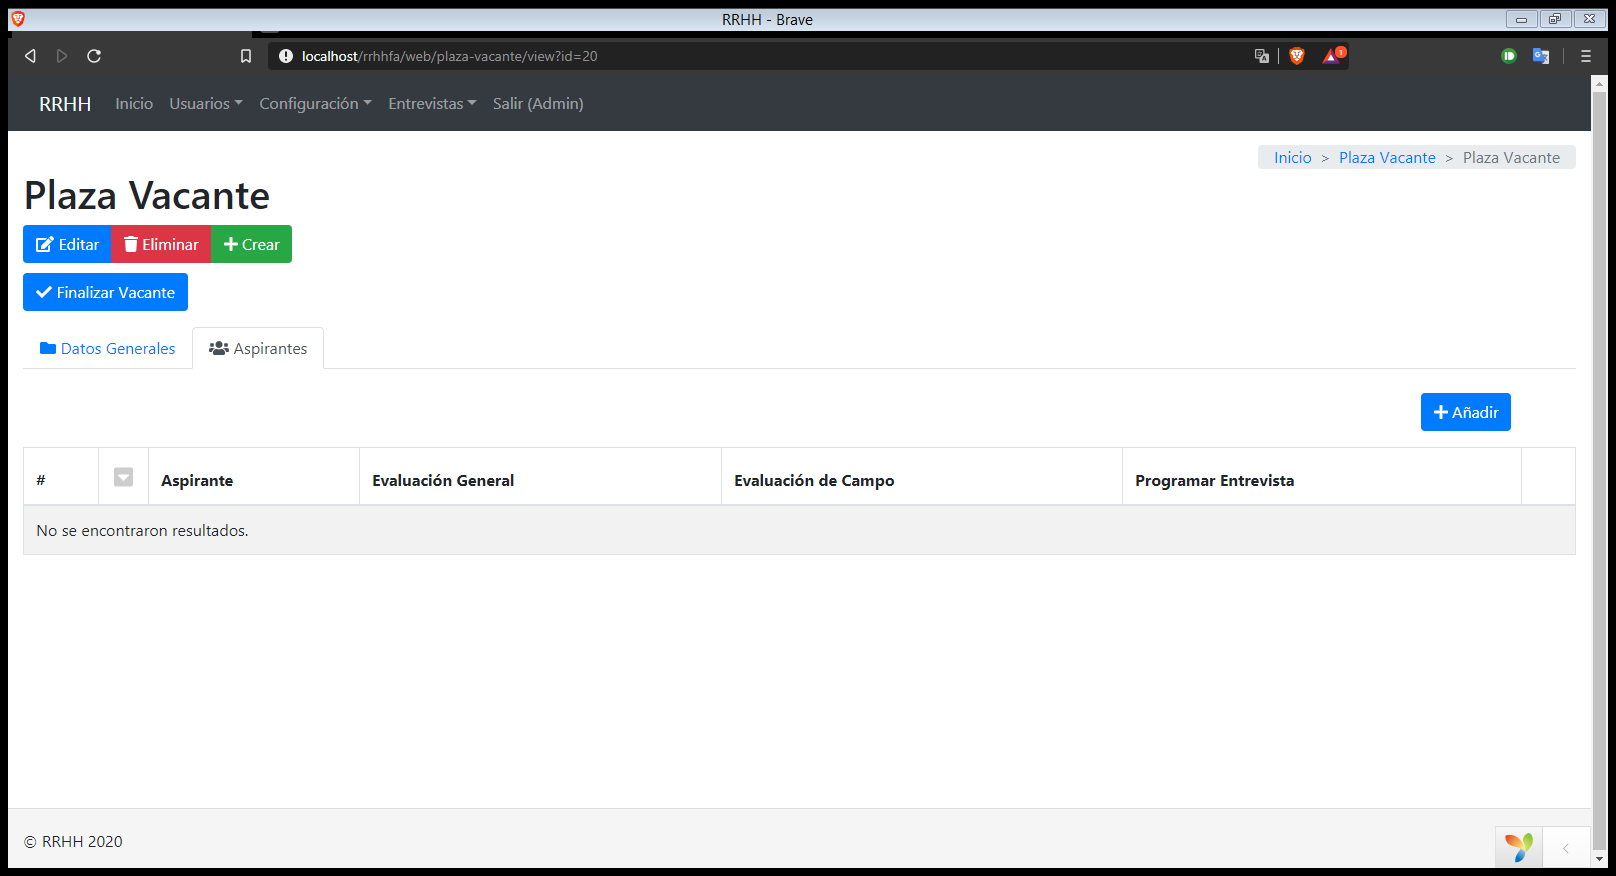 RRHH - Brave
localhost/rrhhfa/web/plaza-vacante/view?id=20
1
RRHH Inicio Usuarios Configuración Entrevistas Salir (Admin)
Inicio > Plaza Vacante > Plaza Vacante
Plaza Vacante
Editar Eliminar Crear
Finalizar Vacante
Datos Generales Aspirantes
Añadir
# Aspirante Evaluación General Evaluación de Campo Programar Entrevista
No se encontraron resultados.
© RRHH 2020